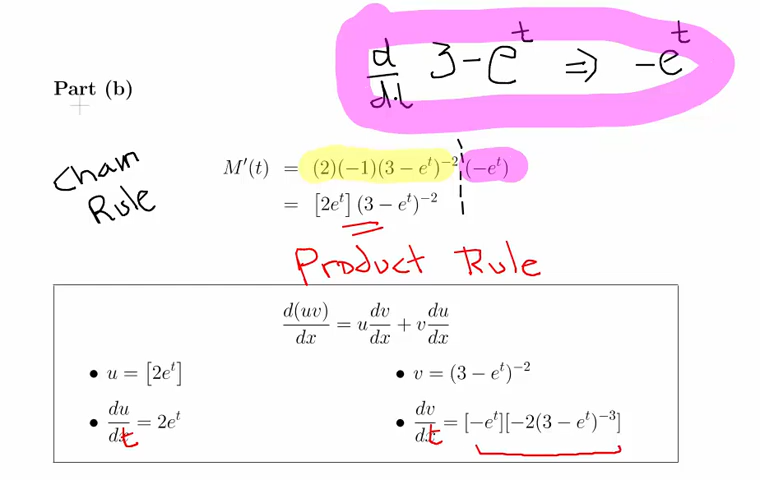 d/dt 3 - e^t ⇒ -e^t
Part (b)
Chain
Rule
M′(t) = (2)(−1)(3 − e^t)^−2 (−e^t)
= [2e^t] (3 − e^t)^−2
Product Rule
d(uv)/dx = u dv/dx + v du/dx
• u = [2e^t]
• v = (3 − e^t)^−2
• du/dt = 2e^t
• dv/dt = [−e^t][−2(3 − e^t)^−3]